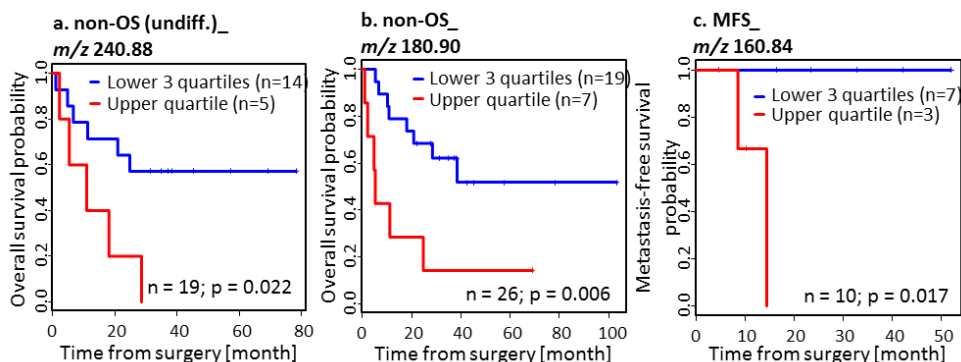 a. non-OS (undiff.)_
m/z 240.88
Overall survival probability
0.0 0.2 0.4 0.6 0.8 1.0
Lower 3 quartiles (n=14)
Upper quartile (n=5)
n = 19; p = 0.022
0 20 40 60 80
Time from surgery [month]
b. non-OS_
m/z 180.90
Overall survival probability
0.0 0.2 0.4 0.6 0.8 1.0
Lower 3 quartiles (n=19)
Upper quartile (n=7)
n = 26; p = 0.006
0 20 40 60 80 100
Time from surgery [month]
c. MFS_
m/z 160.84
Metastasis-free survival
probability
0.0 0.2 0.4 0.6 0.8 1.0
Lower 3 quartiles (n=7)
Upper quartile (n=3)
n = 10; p = 0.017
0 10 20 30 40 50
Time from surgery [month]